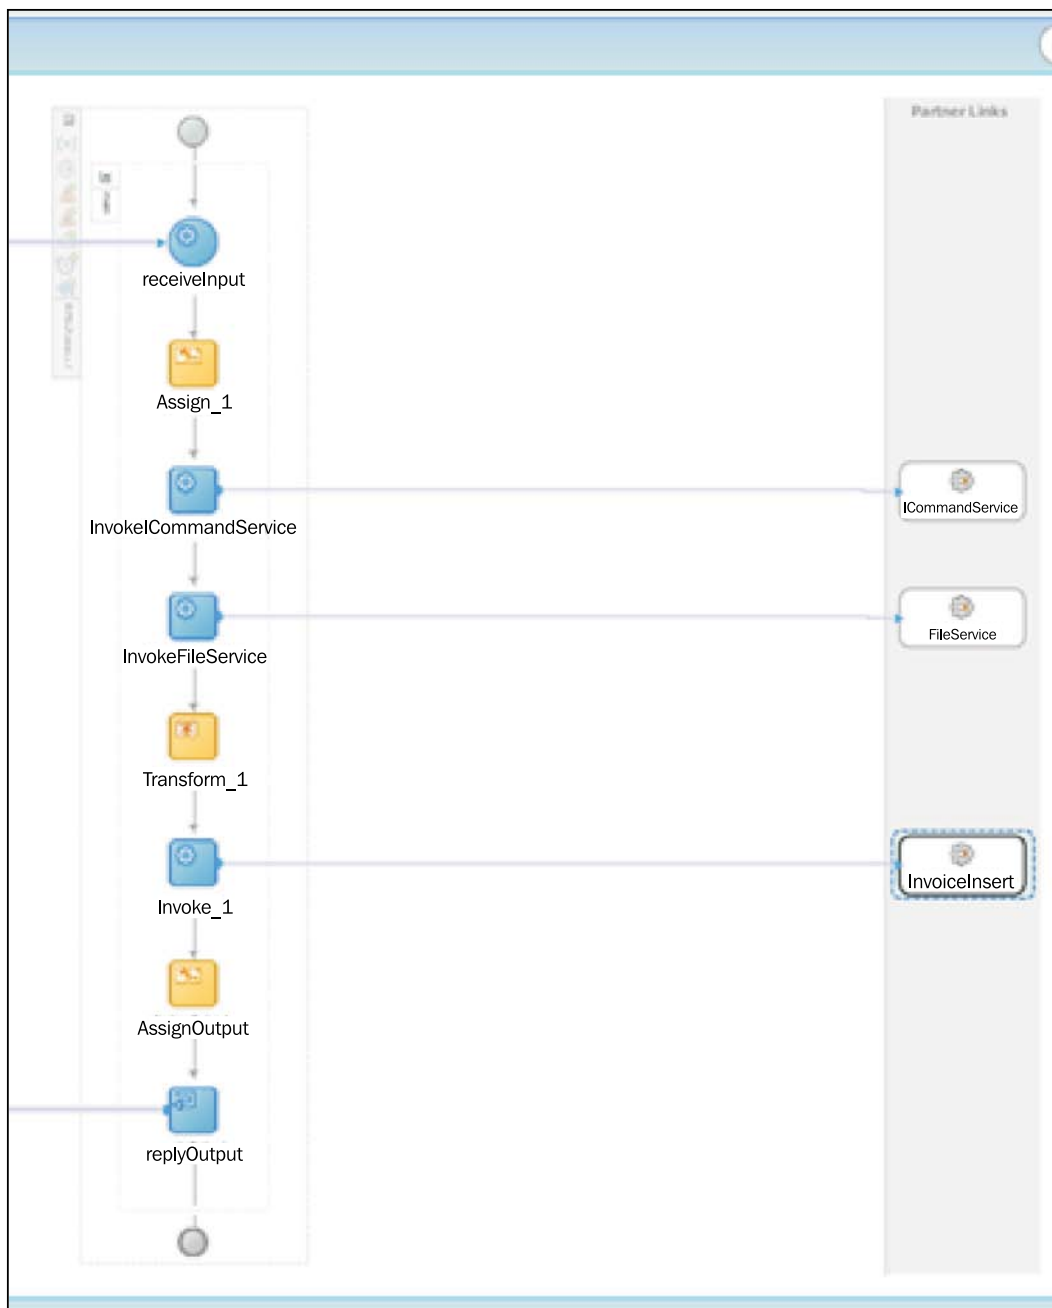 Partner Links
receiveInput
Assign_1
InvokeICommandService
ICommandService
InvokeFileService
FileService
Transform_1
Invoke_1
InvoiceInsert
AssignOutput
replyOutput